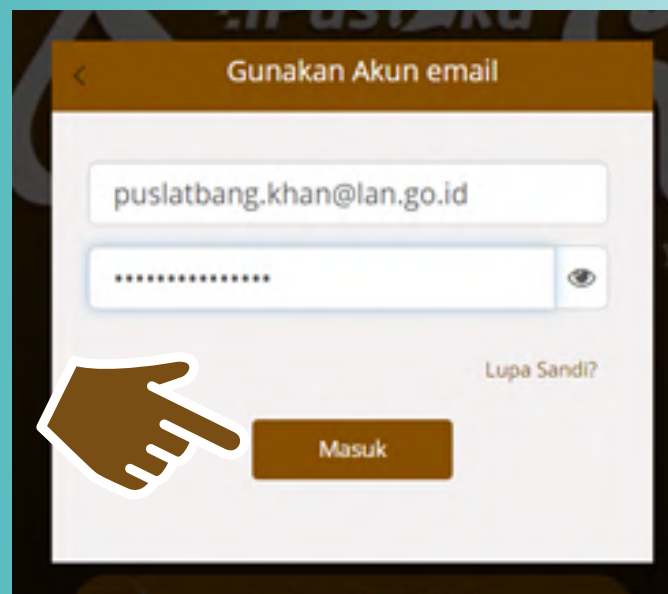 Gunakan Akun email
puslatbang.khan@lan.go.id
•••••••••••••••
Lupa Sandi?
Masuk